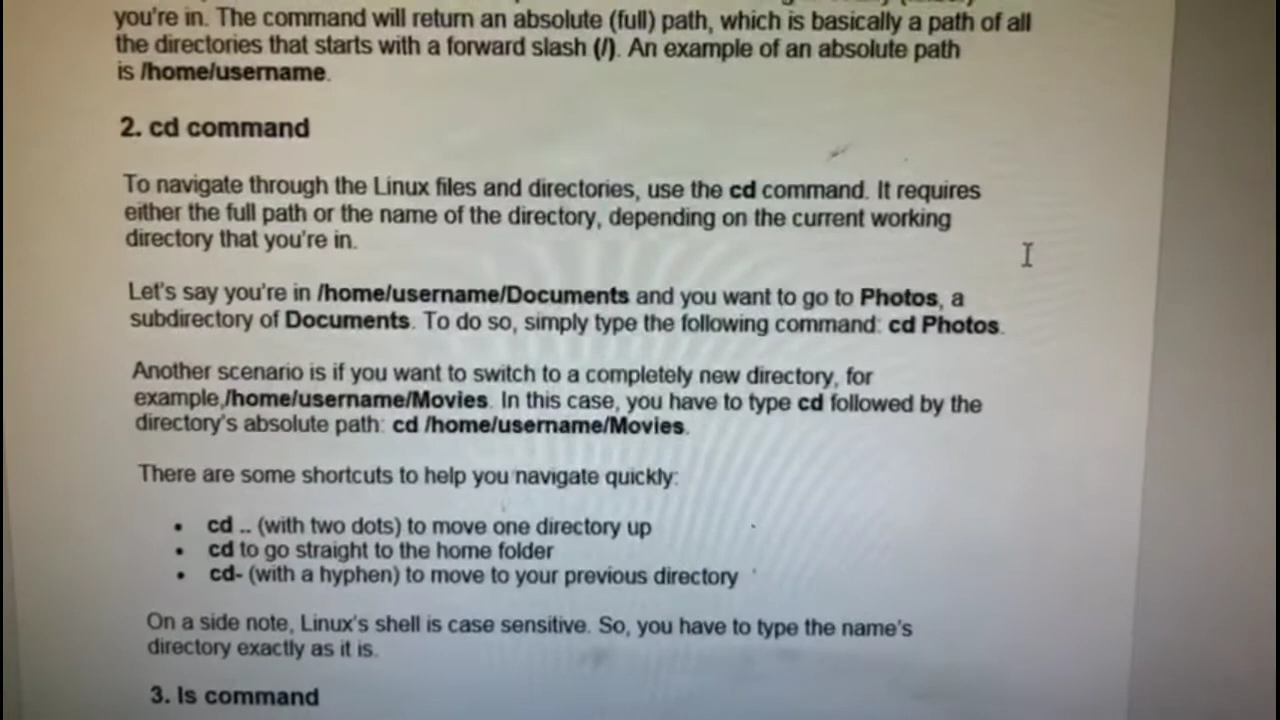 you're in. The command will return an absolute (full) path, which is basically a path of all
the directories that starts with a forward slash (/). An example of an absolute path
is /home/username.
2. cd command
To navigate through the Linux files and directories, use the cd command. It requires
either the full path or the name of the directory, depending on the current working
directory that you're in.
Let's say you're in /home/username/Documents and you want to go to Photos, a
subdirectory of Documents. To do so, simply type the following command: cd Photos.
Another scenario is if you want to switch to a completely new directory, for
example,/home/username/Movies. In this case, you have to type cd followed by the
directory's absolute path: cd /home/username/Movies.
There are some shortcuts to help you navigate quickly:
• cd .. (with two dots) to move one directory up
• cd to go straight to the home folder
• cd- (with a hyphen) to move to your previous directory
On a side note, Linux's shell is case sensitive. So, you have to type the name's
directory exactly as it is.
3. ls command